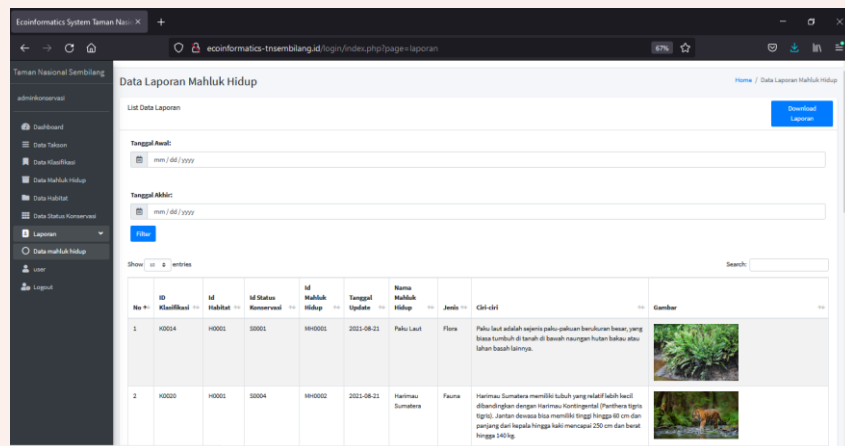 Ecoinformatics System Taman Nasi
ecoinformatics-tnsembilang.id/login/index.php?page=laporan
67%
Taman Nasional Sembilang
adminkonservasi
Dashboard
Data Takson
Data Klasifikasi
Data Mahluk Hidup
Data Habitat
Data Status Konservasi
Laporan
Data mahluk hidup
user
Logout
Data Laporan Mahluk Hidup
Home / Data Laporan Mahluk Hidup
List Data Laporan
Download
Laporan
Tanggal Awal:
mm / dd / yyyy
Tanggal Akhir:
mm / dd / yyyy
Filter
Show entries
Search:
No ID Klasifikasi Id Habitat Id Status Konservasi Id Mahluk Hidup Tanggal Update Nama Mahluk Hidup Jenis Ciri-ciri Gambar
1 K0014 H0001 S0001 MH0001 2021-08-21 Paku Laut Flora Paku laut adalah sejenis paku-pakuan berukuran besar, yang
biasa tumbuh di tanah di bawah naungan hutan bakau atau
lahan basah lainnya.
2 K0020 H0001 S0004 MH0002 2021-08-21 Harimau Sumatera Fauna Harimau Sumatera memiliki tubuh yang relatif lebih kecil
dibandingkan dengan Harimau Kontingental (Panthera tigris
tigris). Jantan dewasa bisa memiliki tinggi hingga 60 cm dan
panjang dari kepala hingga kaki mencapai 250 cm dan berat
hingga 140 kg.